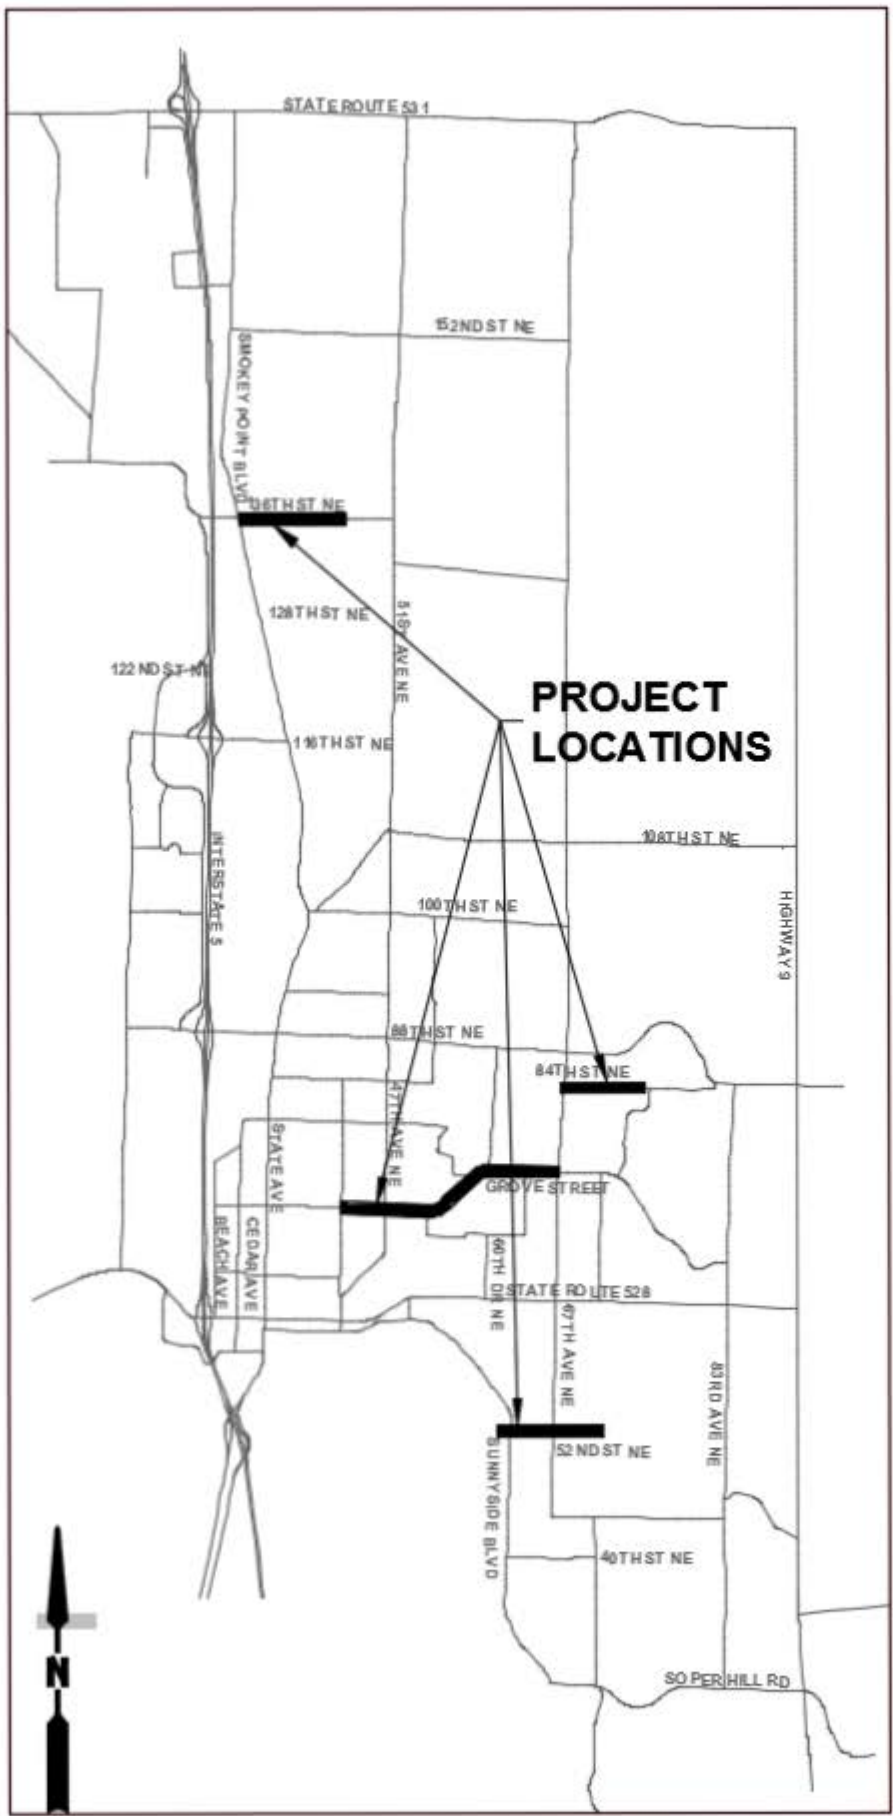 STATE ROUTE 531
152ND ST NE
SMOKEY POINT BLVD
136TH ST NE
128TH ST NE
51ST AVE NE
122ND ST NE
PROJECT
LOCATIONS
116TH ST NE
108TH ST NE
INTERSTATE 5
100TH ST NE
HIGHWAY 9
88TH ST NE
84TH ST NE
47TH AVE NE
STATE AVE
GROVE STREET
BEACH AVE
CEDAR AVE
60TH DR NE
STATE ROUTE 528
67TH AVE NE
83RD AVE NE
52ND ST NE
SUNNYSIDE BLVD
40TH ST NE
N
SOPER HILL RD